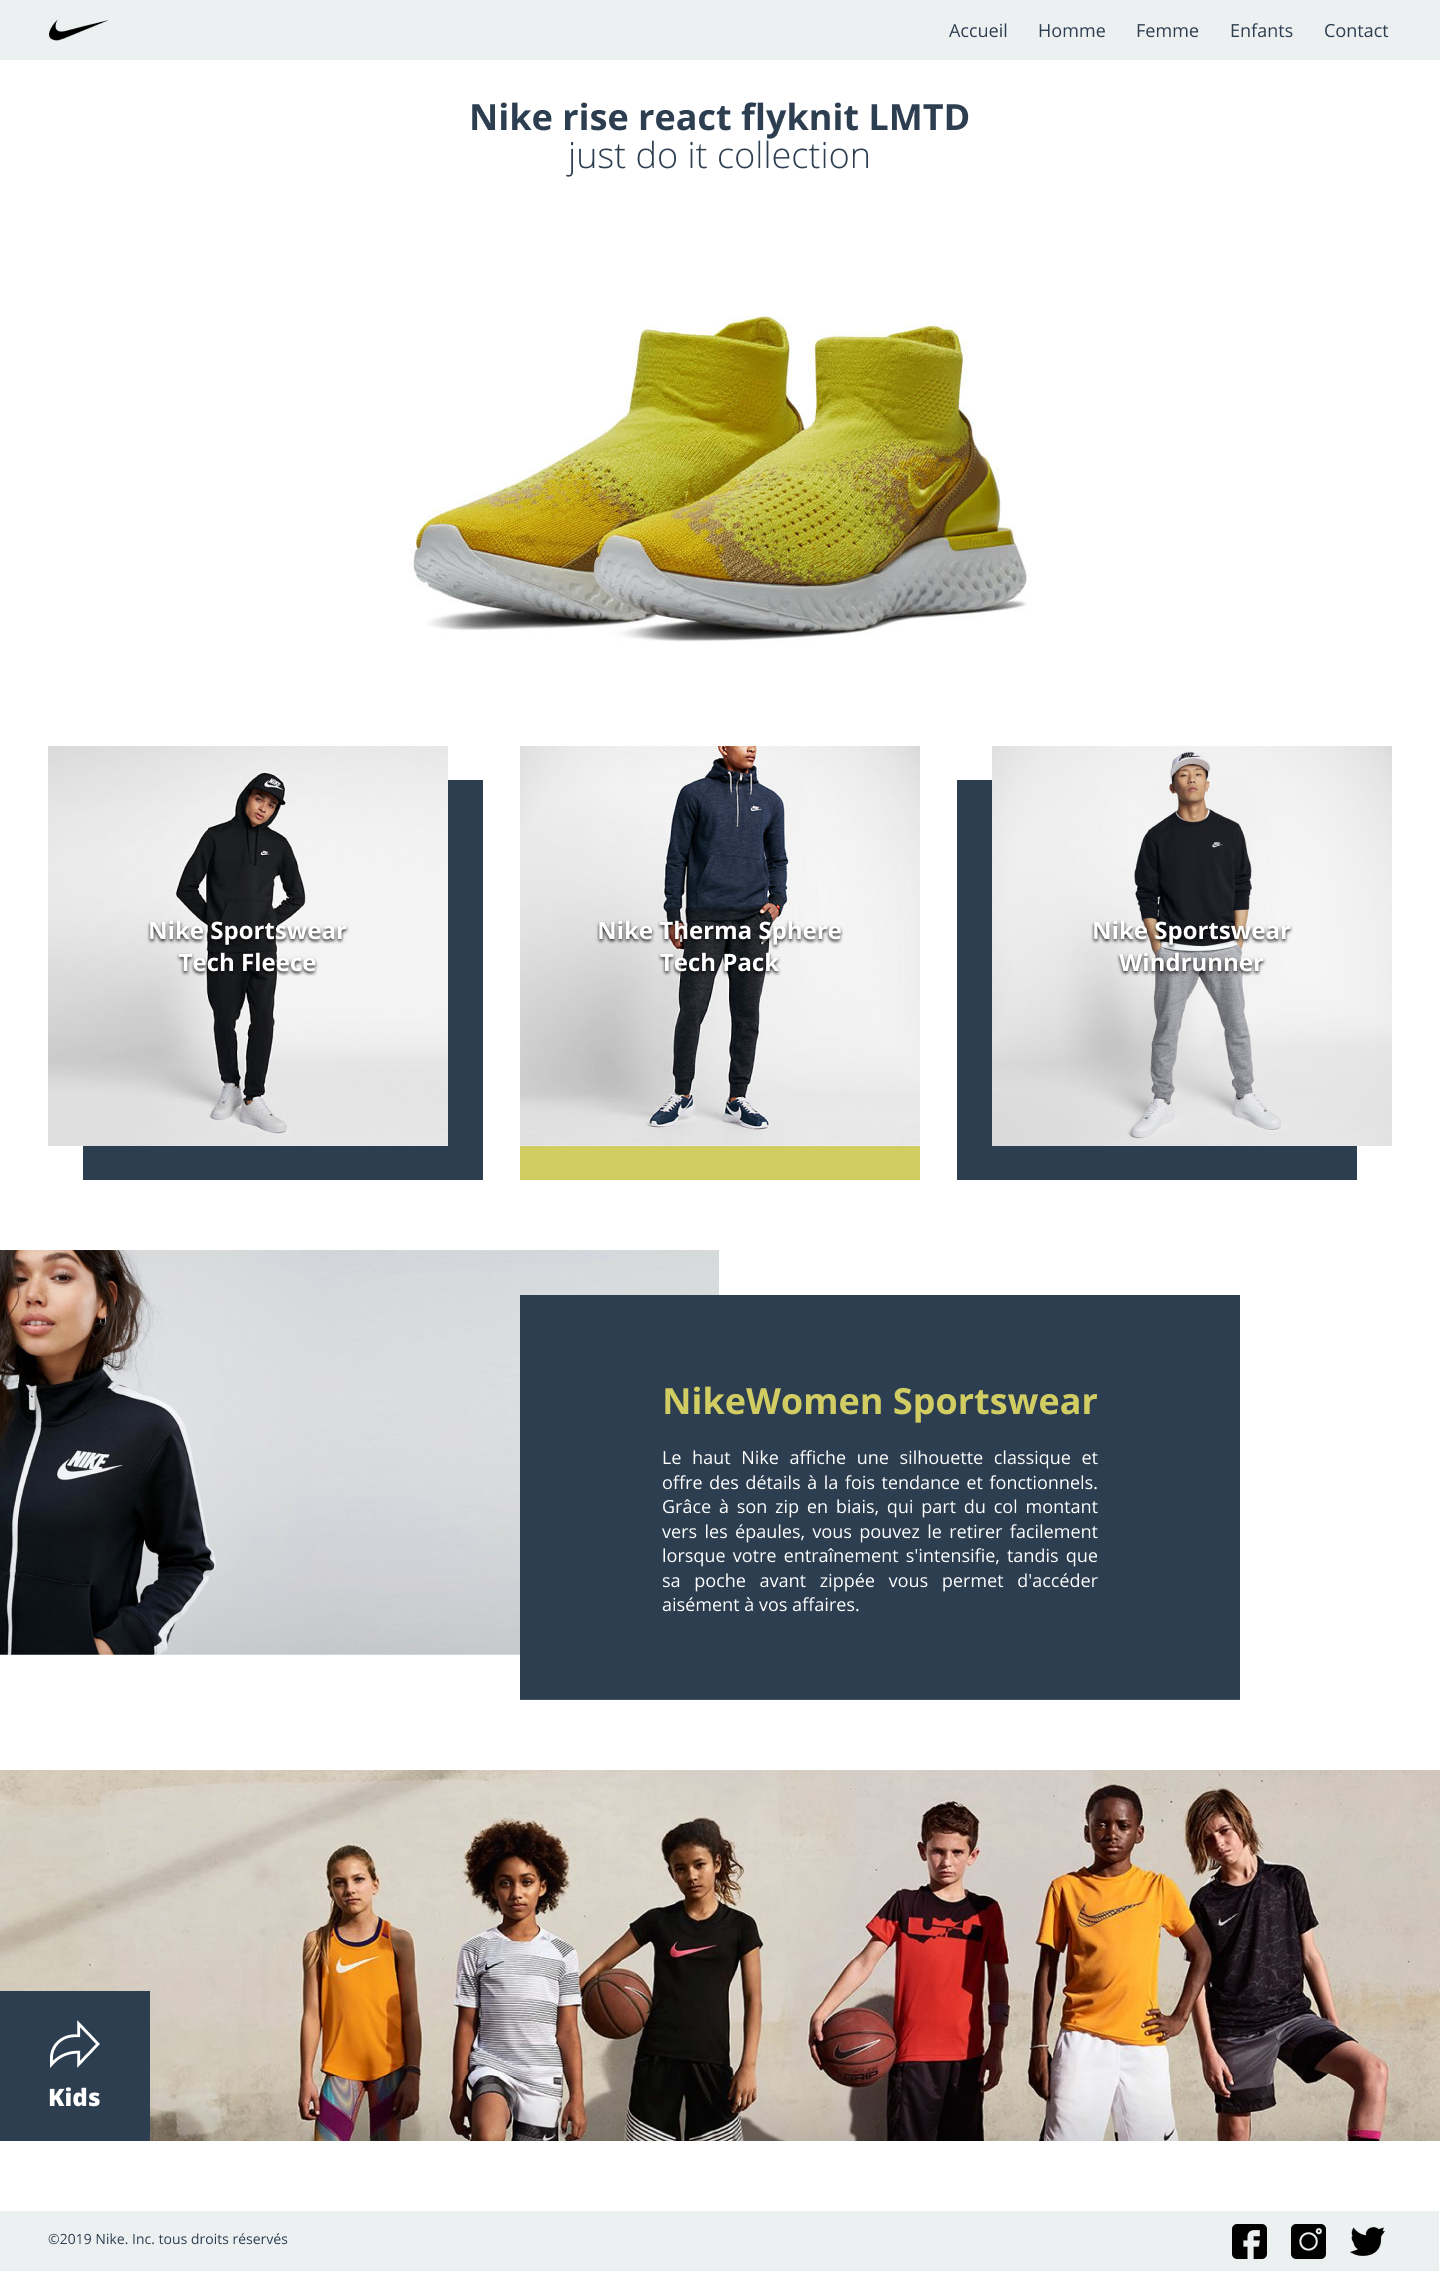 Accueil Homme Femme Enfants Contact
Nike rise react flyknit LMTD
just do it collection
Nike Sportswear
Tech Fleece
Nike Therma Sphere
Tech Pack
Nike Sportswear
Windrunner
NIKE
NikeWomen Sportswear
Le haut Nike affiche une silhouette classique et
offre des détails à la fois tendance et fonctionnels.
Grâce à son zip en biais, qui part du col montant
vers les épaules, vous pouvez le retirer facilement
lorsque votre entraînement s'intensifie, tandis que
sa poche avant zippée vous permet d'accéder
aisément à vos affaires.
Kids
©2019 Nike. Inc. tous droits réservés